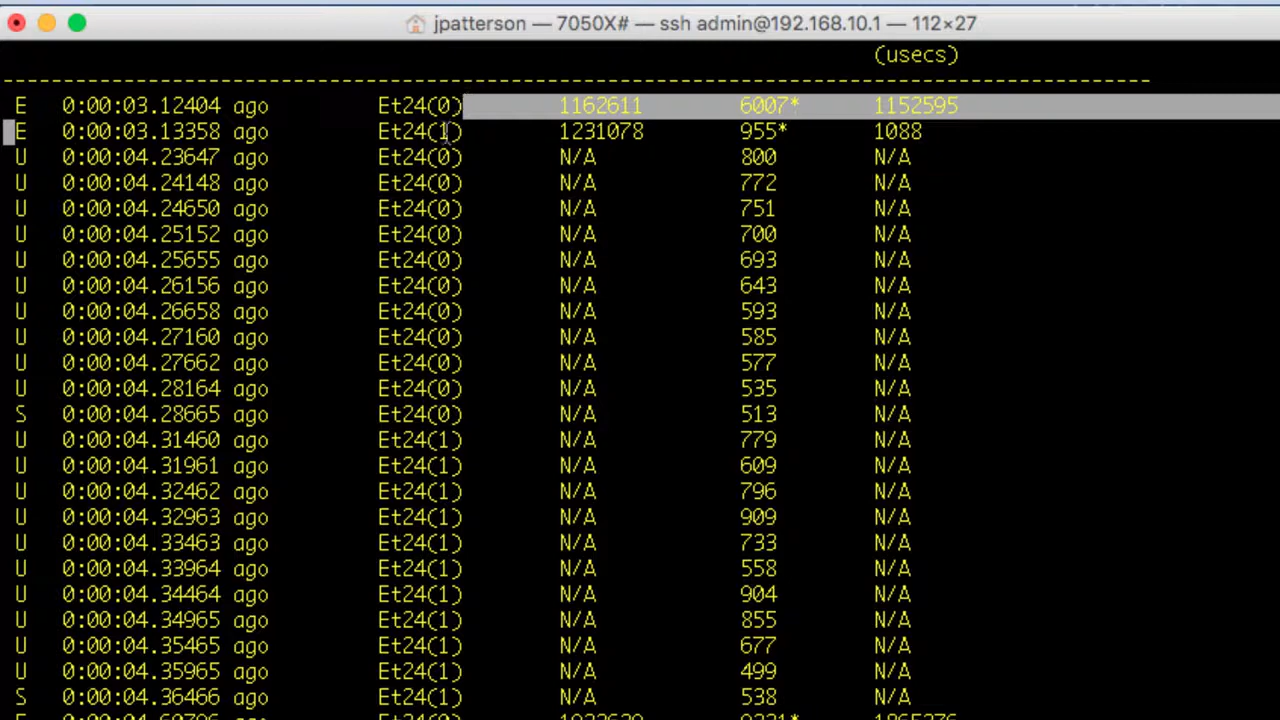 jpatterson — 7050X# — ssh admin@192.168.10.1 — 112×27
(usecs)
--------------------------------------------------------------------------------
E 0:00:03.12404 ago Et24(0) 1162611 6007* 1152595
E 0:00:03.13358 ago Et24(1) 1231078 955* 1088
U 0:00:04.23647 ago Et24(0) N/A 800 N/A
U 0:00:04.24148 ago Et24(0) N/A 772 N/A
U 0:00:04.24650 ago Et24(0) N/A 751 N/A
U 0:00:04.25152 ago Et24(0) N/A 700 N/A
U 0:00:04.25655 ago Et24(0) N/A 693 N/A
U 0:00:04.26156 ago Et24(0) N/A 643 N/A
U 0:00:04.26658 ago Et24(0) N/A 593 N/A
U 0:00:04.27160 ago Et24(0) N/A 585 N/A
U 0:00:04.27662 ago Et24(0) N/A 577 N/A
U 0:00:04.28164 ago Et24(0) N/A 535 N/A
S 0:00:04.28665 ago Et24(0) N/A 513 N/A
U 0:00:04.31460 ago Et24(1) N/A 779 N/A
U 0:00:04.31961 ago Et24(1) N/A 609 N/A
U 0:00:04.32462 ago Et24(1) N/A 796 N/A
U 0:00:04.32963 ago Et24(1) N/A 909 N/A
U 0:00:04.33463 ago Et24(1) N/A 733 N/A
U 0:00:04.33964 ago Et24(1) N/A 558 N/A
U 0:00:04.34464 ago Et24(1) N/A 904 N/A
U 0:00:04.34965 ago Et24(1) N/A 855 N/A
U 0:00:04.35465 ago Et24(1) N/A 677 N/A
U 0:00:04.35965 ago Et24(1) N/A 499 N/A
S 0:00:04.36466 ago Et24(1) N/A 538 N/A